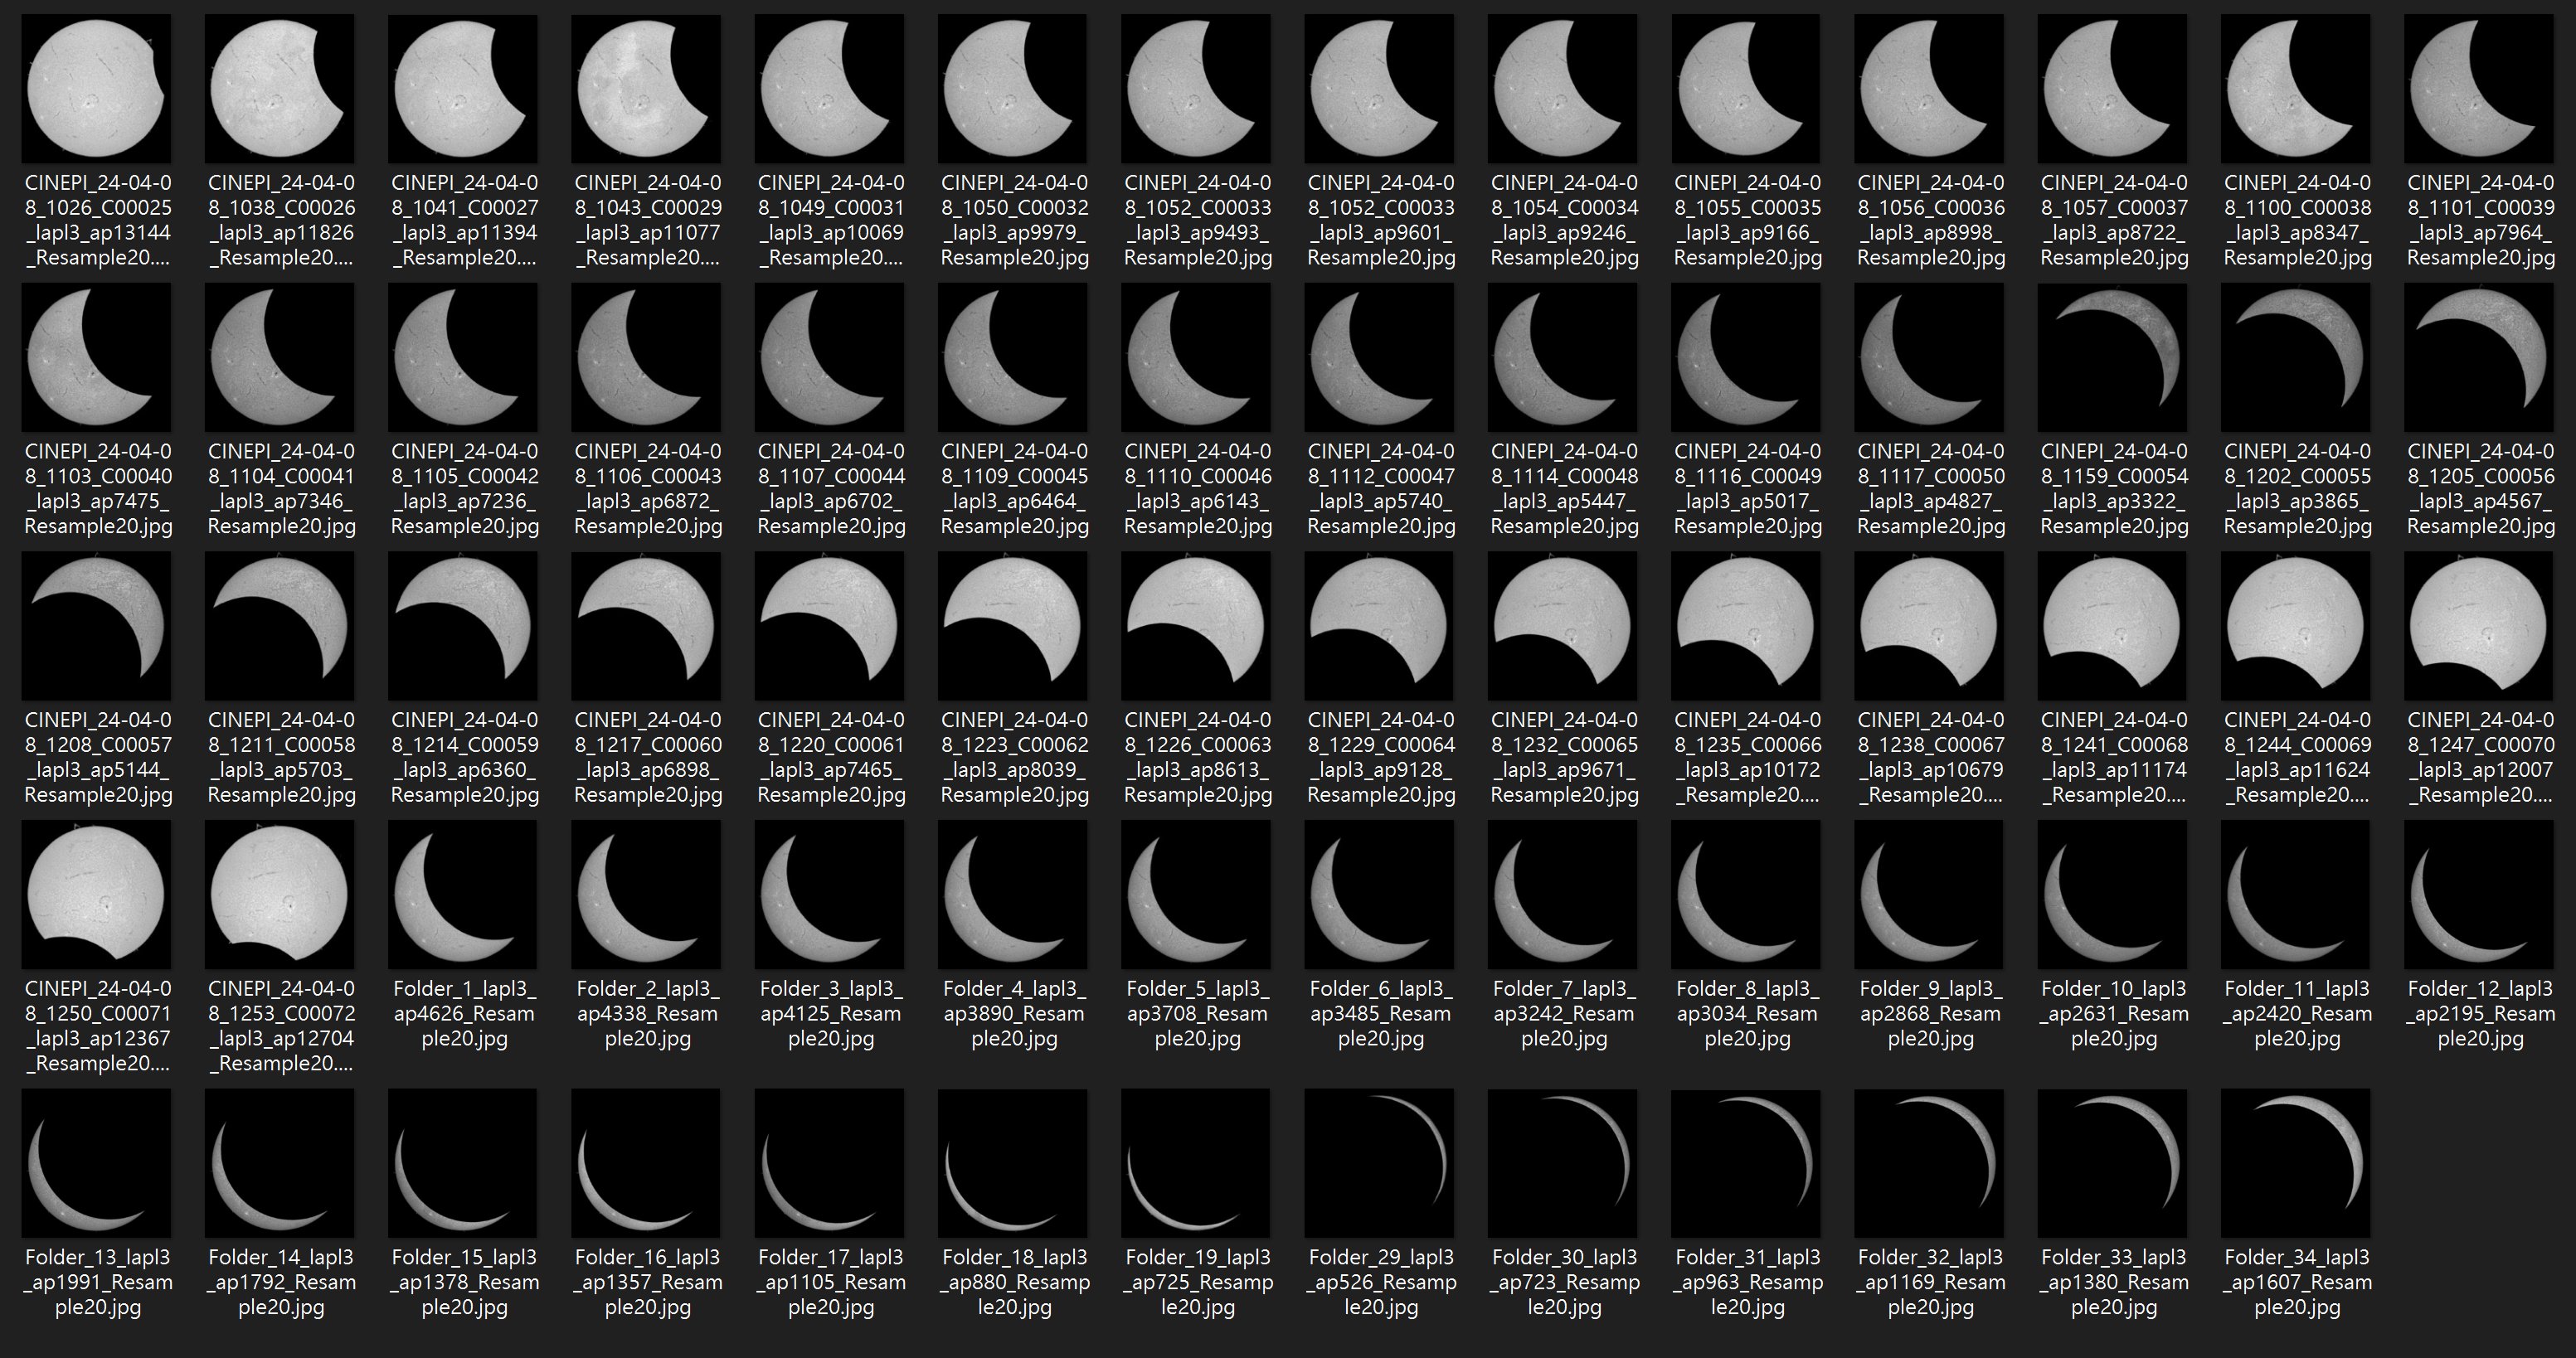 CINEPI_24-04-0
8_1026_C00025
_lapl3_ap13144
_Resample20....
CINEPI_24-04-0
8_1038_C00026
_lapl3_ap11826
_Resample20....
CINEPI_24-04-0
8_1041_C00027
_lapl3_ap11394
_Resample20....
CINEPI_24-04-0
8_1043_C00029
_lapl3_ap11077
_Resample20....
CINEPI_24-04-0
8_1049_C00031
_lapl3_ap10069
_Resample20....
CINEPI_24-04-0
8_1050_C00032
_lapl3_ap9979_
Resample20.jpg
CINEPI_24-04-0
8_1052_C00033
_lapl3_ap9493_
Resample20.jpg
CINEPI_24-04-0
8_1052_C00033
_lapl3_ap9601_
Resample20.jpg
CINEPI_24-04-0
8_1054_C00034
_lapl3_ap9246_
Resample20.jpg
CINEPI_24-04-0
8_1055_C00035
_lapl3_ap9166_
Resample20.jpg
CINEPI_24-04-0
8_1056_C00036
_lapl3_ap8998_
Resample20.jpg
CINEPI_24-04-0
8_1057_C00037
_lapl3_ap8722_
Resample20.jpg
CINEPI_24-04-0
8_1100_C00038
_lapl3_ap8347_
Resample20.jpg
CINEPI_24-04-0
8_1101_C00039
_lapl3_ap7964_
Resample20.jpg
CINEPI_24-04-0
8_1103_C00040
_lapl3_ap7475_
Resample20.jpg
CINEPI_24-04-0
8_1104_C00041
_lapl3_ap7346_
Resample20.jpg
CINEPI_24-04-0
8_1105_C00042
_lapl3_ap7236_
Resample20.jpg
CINEPI_24-04-0
8_1106_C00043
_lapl3_ap6872_
Resample20.jpg
CINEPI_24-04-0
8_1107_C00044
_lapl3_ap6702_
Resample20.jpg
CINEPI_24-04-0
8_1109_C00045
_lapl3_ap6464_
Resample20.jpg
CINEPI_24-04-0
8_1110_C00046
_lapl3_ap6143_
Resample20.jpg
CINEPI_24-04-0
8_1112_C00047
_lapl3_ap5740_
Resample20.jpg
CINEPI_24-04-0
8_1114_C00048
_lapl3_ap5447_
Resample20.jpg
CINEPI_24-04-0
8_1116_C00049
_lapl3_ap5017_
Resample20.jpg
CINEPI_24-04-0
8_1117_C00050
_lapl3_ap4827_
Resample20.jpg
CINEPI_24-04-0
8_1159_C00054
_lapl3_ap3322_
Resample20.jpg
CINEPI_24-04-0
8_1202_C00055
_lapl3_ap3865_
Resample20.jpg
CINEPI_24-04-0
8_1205_C00056
_lapl3_ap4567_
Resample20.jpg
CINEPI_24-04-0
8_1208_C00057
_lapl3_ap5144_
Resample20.jpg
CINEPI_24-04-0
8_1211_C00058
_lapl3_ap5703_
Resample20.jpg
CINEPI_24-04-0
8_1214_C00059
_lapl3_ap6360_
Resample20.jpg
CINEPI_24-04-0
8_1217_C00060
_lapl3_ap6898_
Resample20.jpg
CINEPI_24-04-0
8_1220_C00061
_lapl3_ap7465_
Resample20.jpg
CINEPI_24-04-0
8_1223_C00062
_lapl3_ap8039_
Resample20.jpg
CINEPI_24-04-0
8_1226_C00063
_lapl3_ap8613_
Resample20.jpg
CINEPI_24-04-0
8_1229_C00064
_lapl3_ap9128_
Resample20.jpg
CINEPI_24-04-0
8_1232_C00065
_lapl3_ap9671_
Resample20.jpg
CINEPI_24-04-0
8_1235_C00066
_lapl3_ap10172
_Resample20....
CINEPI_24-04-0
8_1238_C00067
_lapl3_ap10679
_Resample20....
CINEPI_24-04-0
8_1241_C00068
_lapl3_ap11174
_Resample20....
CINEPI_24-04-0
8_1244_C00069
_lapl3_ap11624
_Resample20....
CINEPI_24-04-0
8_1247_C00070
_lapl3_ap12007
_Resample20....
CINEPI_24-04-0
8_1250_C00071
_lapl3_ap12367
_Resample20....
CINEPI_24-04-0
8_1253_C00072
_lapl3_ap12704
_Resample20....
Folder_1_lapl3_
ap4626_Resam
ple20.jpg
Folder_2_lapl3_
ap4338_Resam
ple20.jpg
Folder_3_lapl3_
ap4125_Resam
ple20.jpg
Folder_4_lapl3_
ap3890_Resam
ple20.jpg
Folder_5_lapl3_
ap3708_Resam
ple20.jpg
Folder_6_lapl3_
ap3485_Resam
ple20.jpg
Folder_7_lapl3_
ap3242_Resam
ple20.jpg
Folder_8_lapl3_
ap3034_Resam
ple20.jpg
Folder_9_lapl3_
ap2868_Resam
ple20.jpg
Folder_10_lapl3
_ap2631_Resam
ple20.jpg
Folder_11_lapl3
_ap2420_Resam
ple20.jpg
Folder_12_lapl3
_ap2195_Resam
ple20.jpg
Folder_13_lapl3
_ap1991_Resam
ple20.jpg
Folder_14_lapl3
_ap1792_Resam
ple20.jpg
Folder_15_lapl3
_ap1378_Resam
ple20.jpg
Folder_16_lapl3
_ap1357_Resam
ple20.jpg
Folder_17_lapl3
_ap1105_Resam
ple20.jpg
Folder_18_lapl3
_ap880_Resamp
le20.jpg
Folder_19_lapl3
_ap725_Resamp
le20.jpg
Folder_29_lapl3
_ap526_Resamp
le20.jpg
Folder_30_lapl3
_ap723_Resamp
le20.jpg
Folder_31_lapl3
_ap963_Resamp
le20.jpg
Folder_32_lapl3
_ap1169_Resam
ple20.jpg
Folder_33_lapl3
_ap1380_Resam
ple20.jpg
Folder_34_lapl3
_ap1607_Resam
ple20.jpg